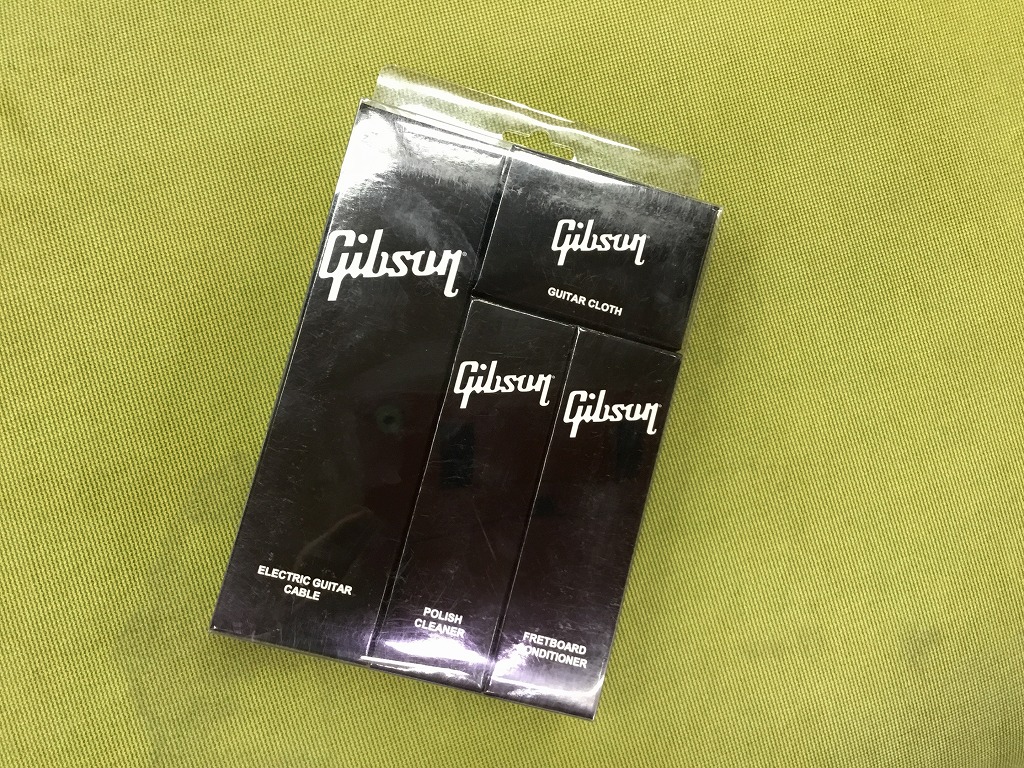 Gibson
ELECTRIC GUITAR
CABLE
Gibson
GUITAR CLOTH
Gibson
POLISH
CLEANER
Gibson
FRETBOARD
CONDITIONER